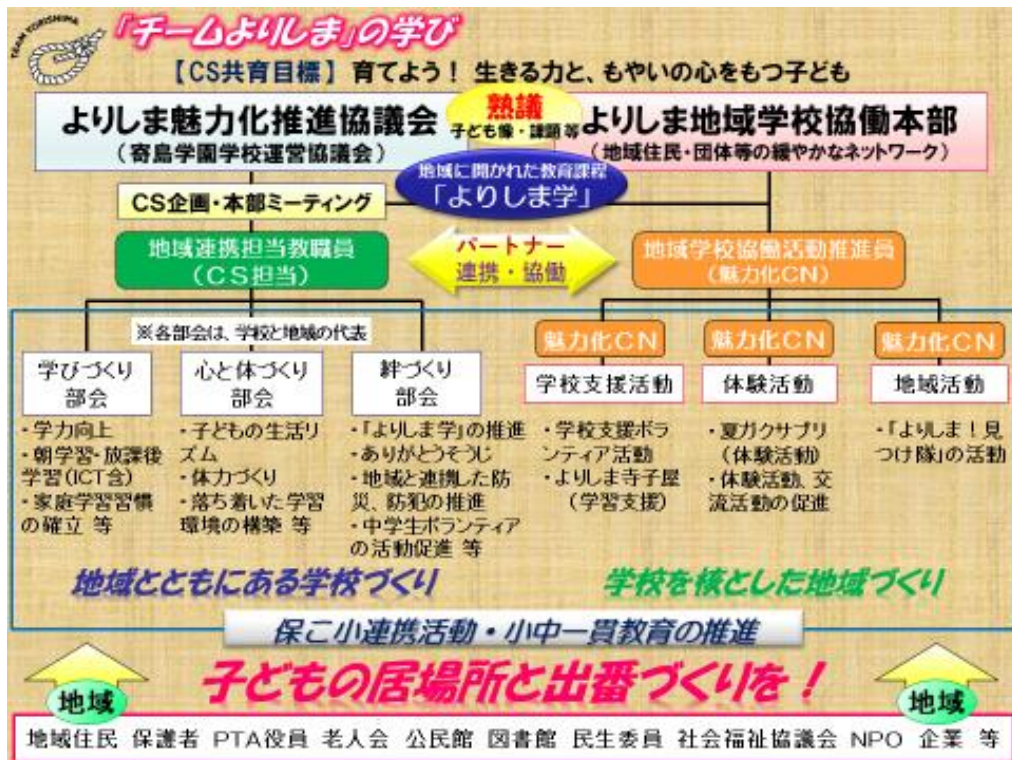 TEAM YORISHIMA
「チームよりしま」の学び
【CS共育目標】 育てよう！ 生きる力と、もやいの心をもつ子ども
よりしま魅力化推進協議会
（寄島学園学校運営協議会）
熟議
子ども像・課題等
よりしま地域学校協働本部
（地域住民・団体等の緩やかなネットワーク）
地域に開かれた教育課程
「よりしま学」
CS企画・本部ミーティング
地域連携担当教職員
（CS担当）
パートナー
連携・協働
地域学校協働活動推進員
（魅力化CN）
※各部会は、学校と地域の代表
学びづくり
部会
・学力向上
・朝学習・放課後
学習（ICT含）
・家庭学習習慣
の確立 等
心と体づくり
部会
・子どもの生活リ
ズム
・体力づくり
・落ち着いた学習
環境の構築 等
絆づくり
部会
・「よりしま学」の推進
・ありがとうそうじ
・地域と連携した防
災、防犯の推進
・中学生ボランティア
の活動促進 等
魅力化CN
学校支援活動
・学校支援ボラ
ンティア活動
・よりしま寺子屋
（学習支援）
魅力化CN
体験活動
・夏ガクサプリ
（体験活動）
・体験活動、交
流活動の促進
魅力化CN
地域活動
・「よりしま！見
つけ隊」の活動
地域とともにある学校づくり
学校を核とした地域づくり
保こ小連携活動・小中一貫教育の推進
子どもの居場所と出番づくりを！
地域
地域
地域住民 保護者 PTA役員 老人会 公民館 図書館 民生委員 社会福祉協議会 NPO 企業 等